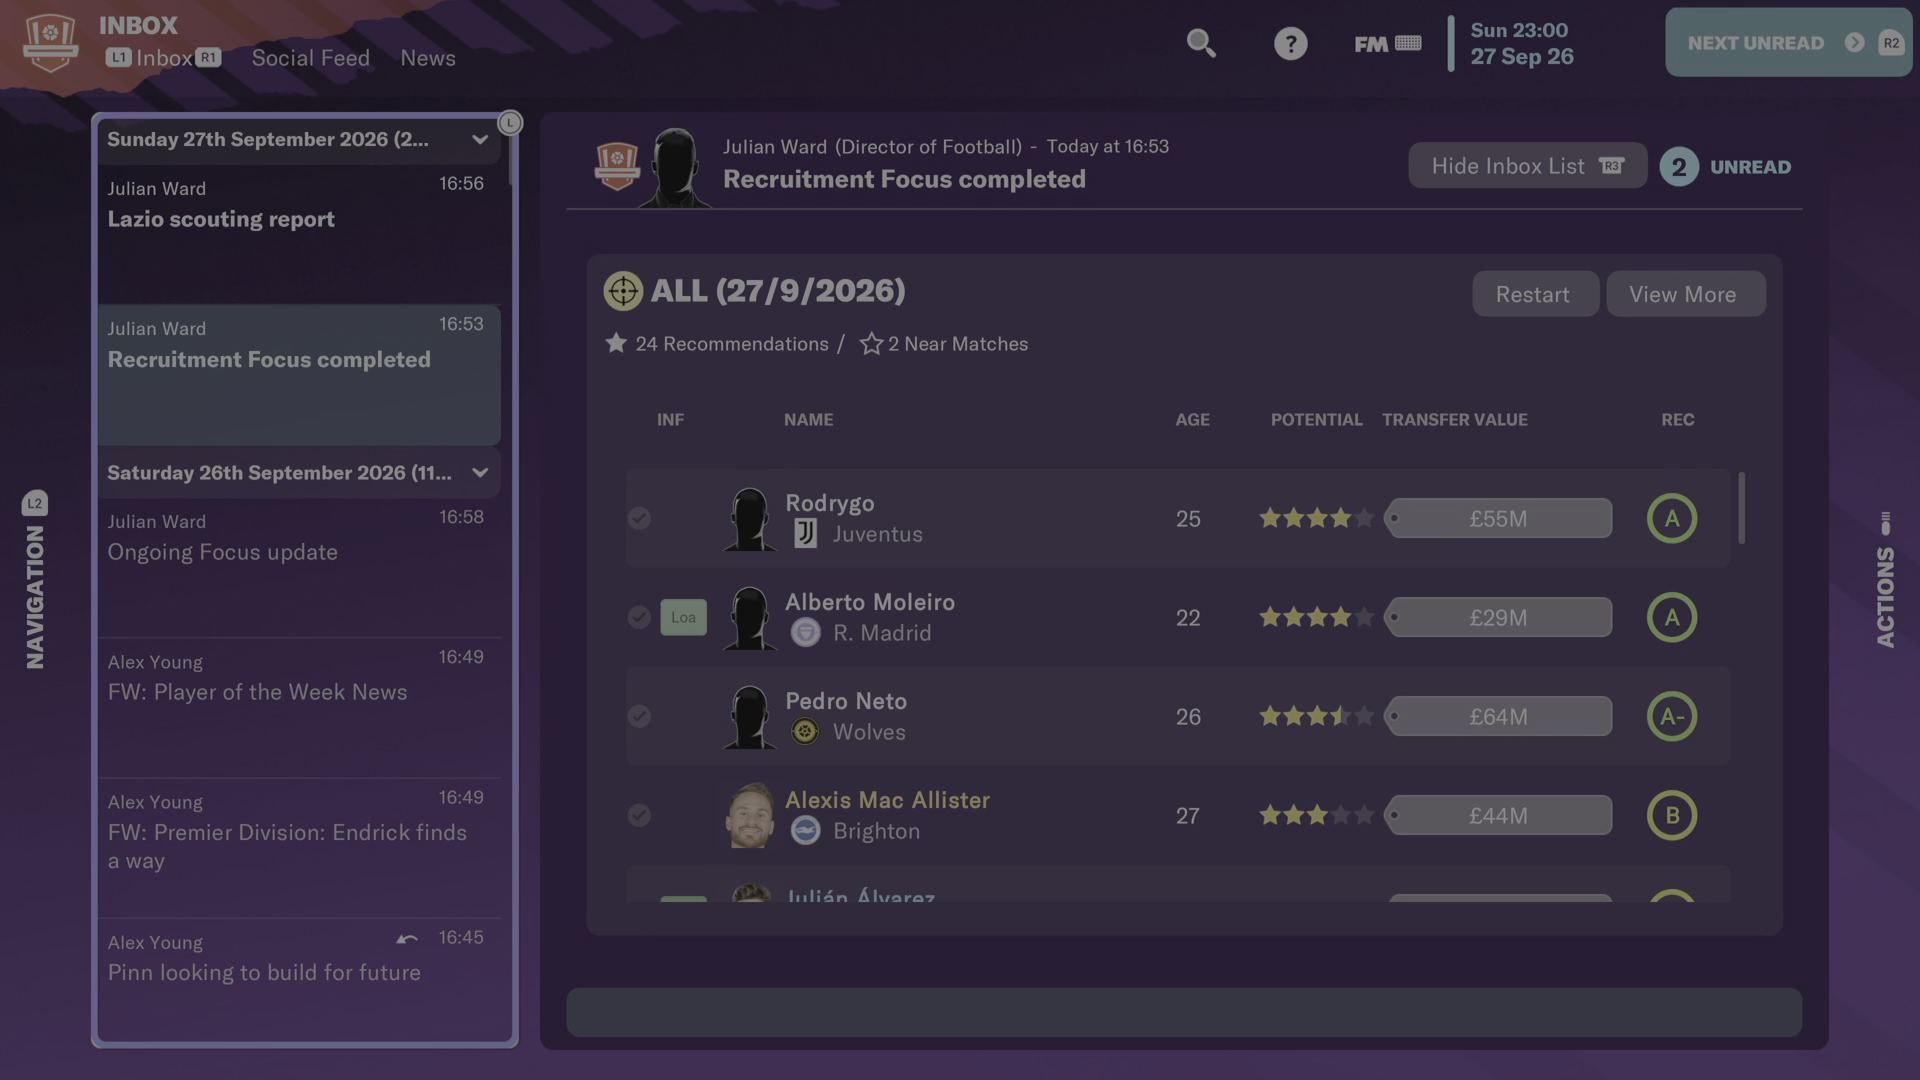 INBOX
L1 Inbox R1 Social Feed News
? FM
Sun 23:00
27 Sep 26
NEXT UNREAD R2
L
Sunday 27th September 2026 (2...
Julian Ward 16:56
Lazio scouting report
Julian Ward 16:53
Recruitment Focus completed
Saturday 26th September 2026 (11...
Julian Ward 16:58
Ongoing Focus update
Alex Young 16:49
FW: Player of the Week News
Alex Young 16:49
FW: Premier Division: Endrick finds
a way
Alex Young 16:45
Pinn looking to build for future
L2
NAVIGATION
Julian Ward (Director of Football) - Today at 16:53
Recruitment Focus completed
Hide Inbox List R3
2 UNREAD
ALL (27/9/2026)
Restart View More
24 Recommendations / 2 Near Matches
INF NAME AGE POTENTIAL TRANSFER VALUE REC
Rodrygo
Juventus
25 £55M A
Loa
Alberto Moleiro
R. Madrid
22 £29M A
Pedro Neto
Wolves
26 £64M A-
Alexis Mac Allister
Brighton
27 £44M B
Julián Álvarez
ACTIONS